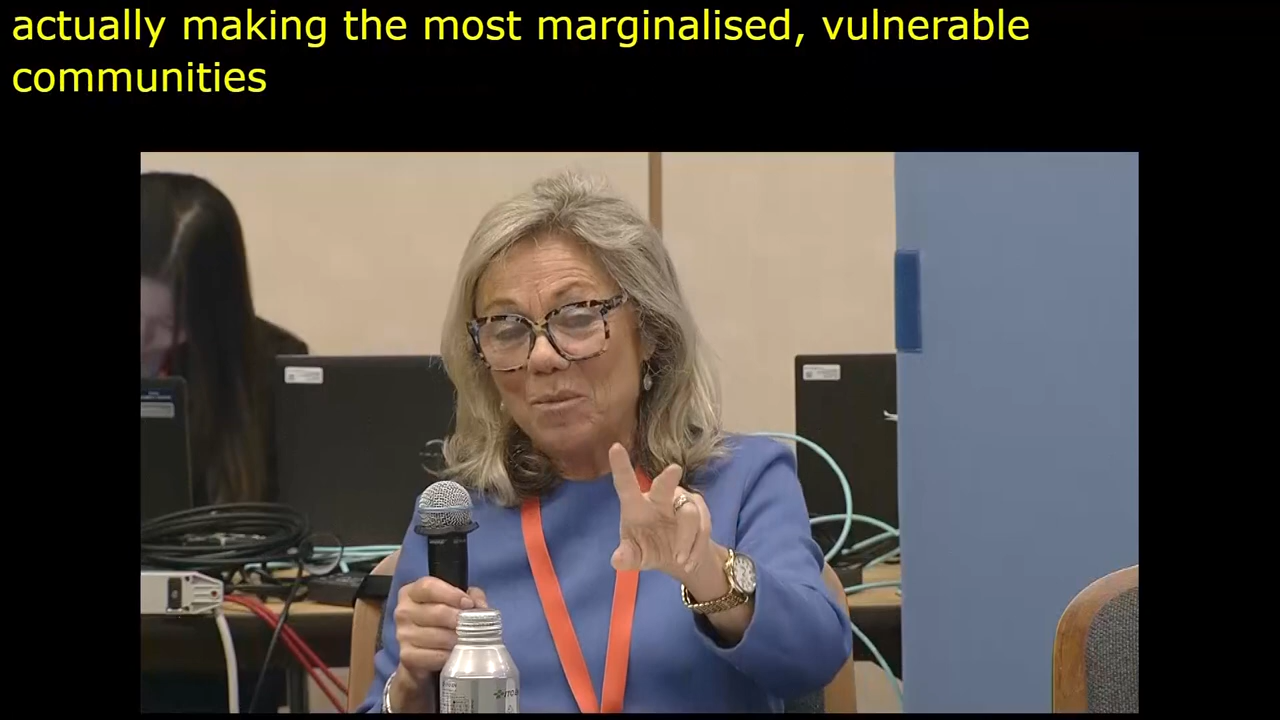 actually making the most marginalised, vulnerable
communities